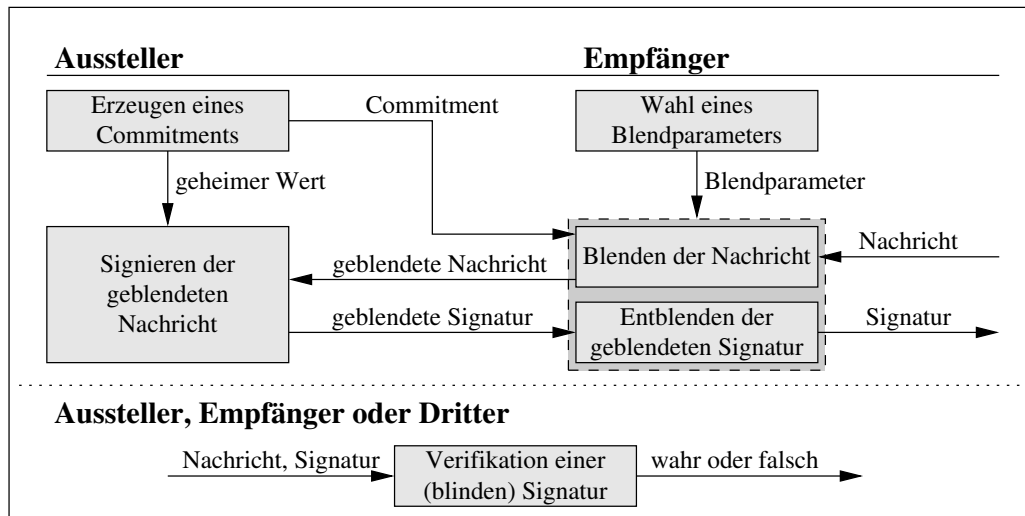 Aussteller
Empfänger
Erzeugen eines
Commitments
Commitment
Wahl eines
Blendparameters
geheimer Wert
Blendparameter
Signieren der
geblendeten
Nachricht
geblendete Nachricht
Blenden der Nachricht
Nachricht
geblendete Signatur
Entblenden der
geblendeten Signatur
Signatur
Aussteller, Empfänger oder Dritter
Nachricht, Signatur
Verifikation einer
(blinden) Signatur
wahr oder falsch